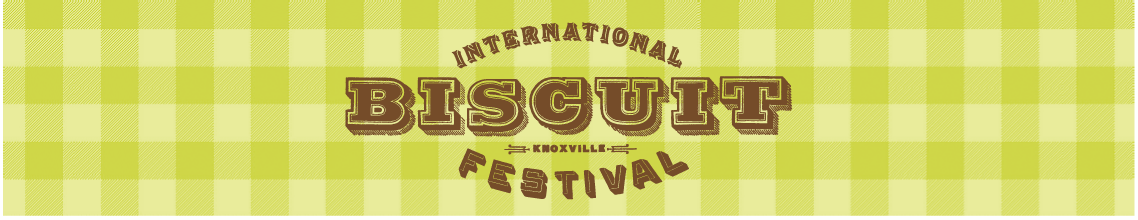 INTERNATIONAL
BISCUIT
KNOXVILLE
FESTIVAL